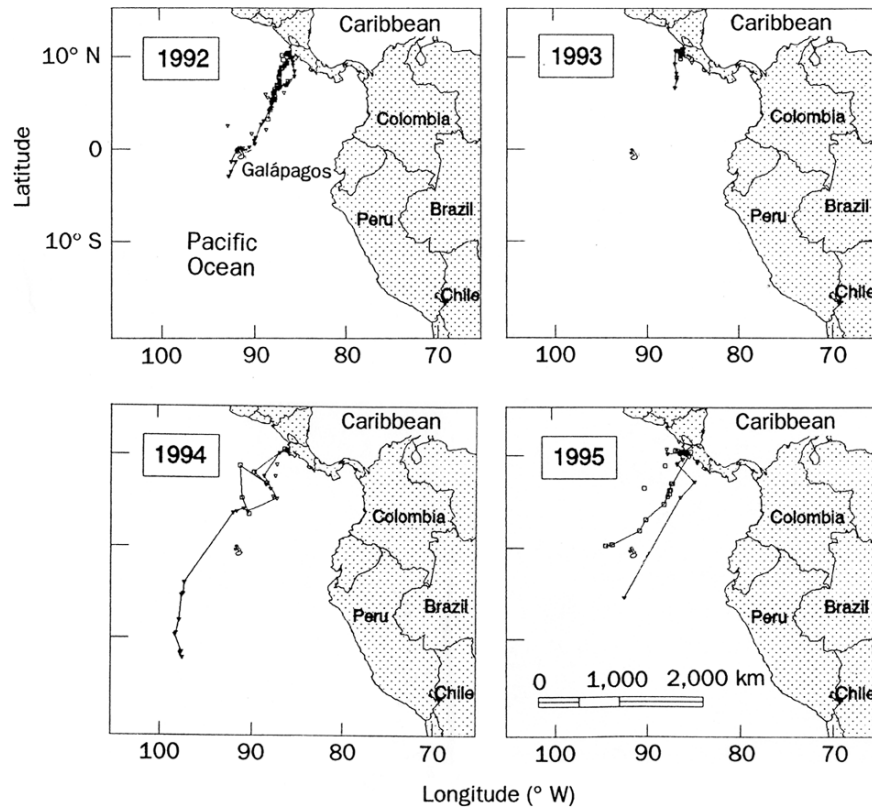 Caribbean
10° N
1992
Colombia
0
Galápagos
Peru
Brazil
10° S
Pacific
Ocean
Chile
100
90
80
70
Caribbean
1993
Colombia
Peru
Brazil
Chile
100
90
80
70
Caribbean
1994
Colombia
Peru
Brazil
Chile
100
90
80
70
Caribbean
1995
Colombia
Peru
Brazil
0
1,000
2,000 km
Chile
100
90
80
70
Latitude
Longitude (° W)